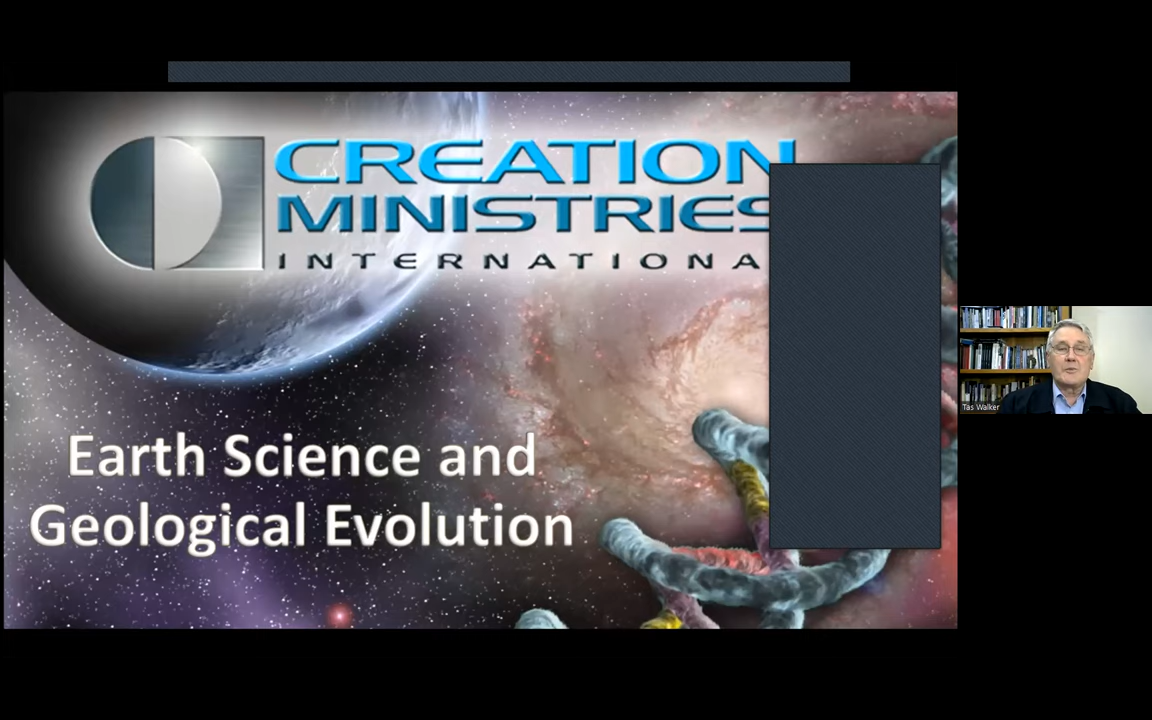 CREATION
MINISTRIES
INTERNATIONA
Earth Science and
Geological Evolution
Tas Walker